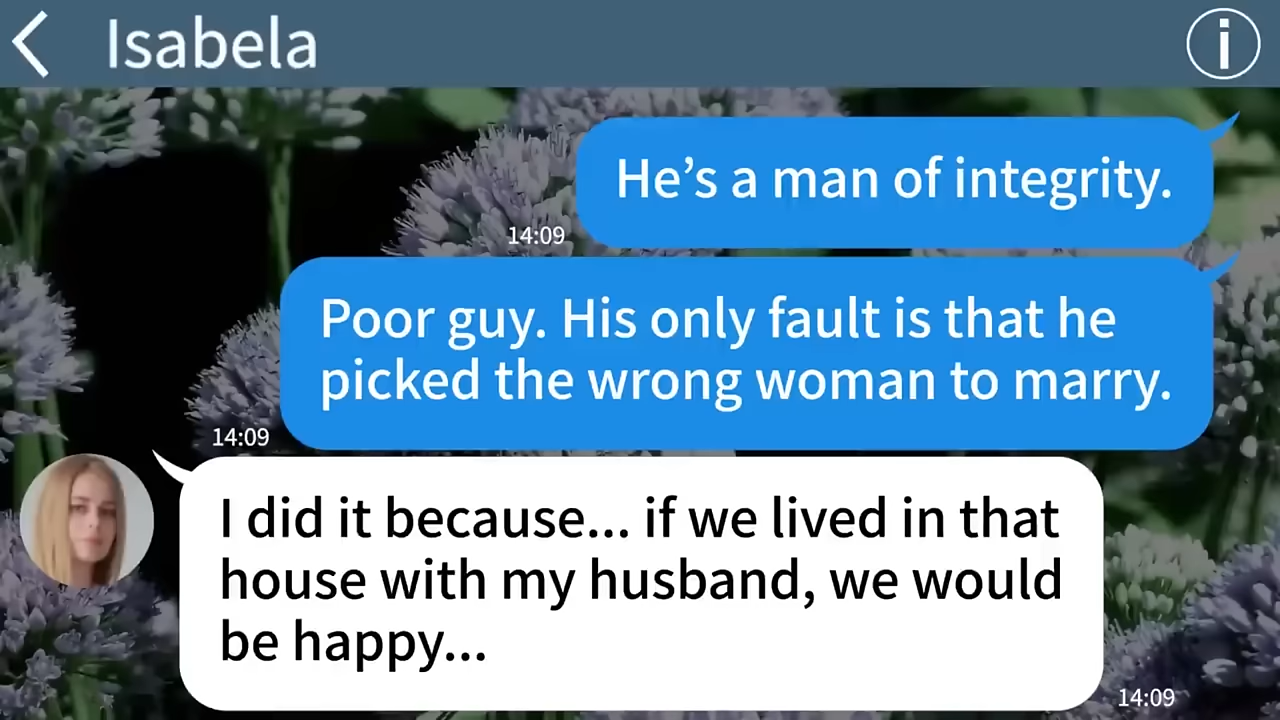 Isabela
He’s a man of integrity.
14:09
Poor guy. His only fault is that he
picked the wrong woman to marry.
14:09
I did it because... if we lived in that
house with my husband, we would
be happy...
14:09